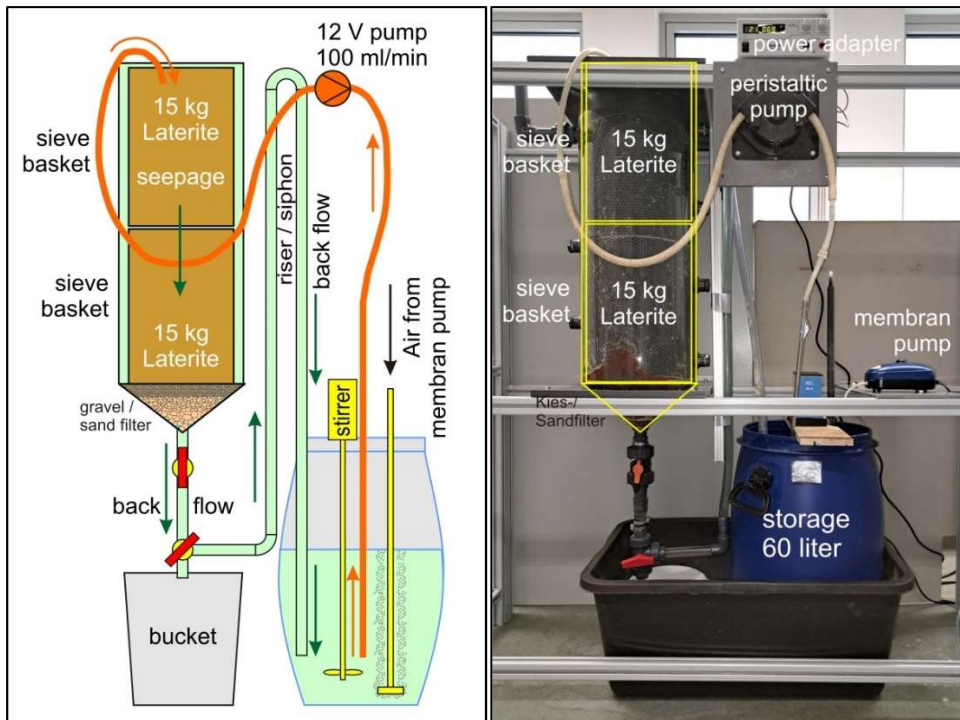 12 V pump
100 ml/min
15 kg
Laterite
sieve
basket
seepage
riser / siphon
back flow
Air from
membran pump
sieve
basket
15 kg
Laterite
gravel /
sand filter
stirrer
back
flow
bucket
power adapter
peristaltic
pump
sieve
basket
15 kg
Laterite
sieve
basket
15 kg
Laterite
membran
pump
Kies-/
Sandfilter
storage
60 liter